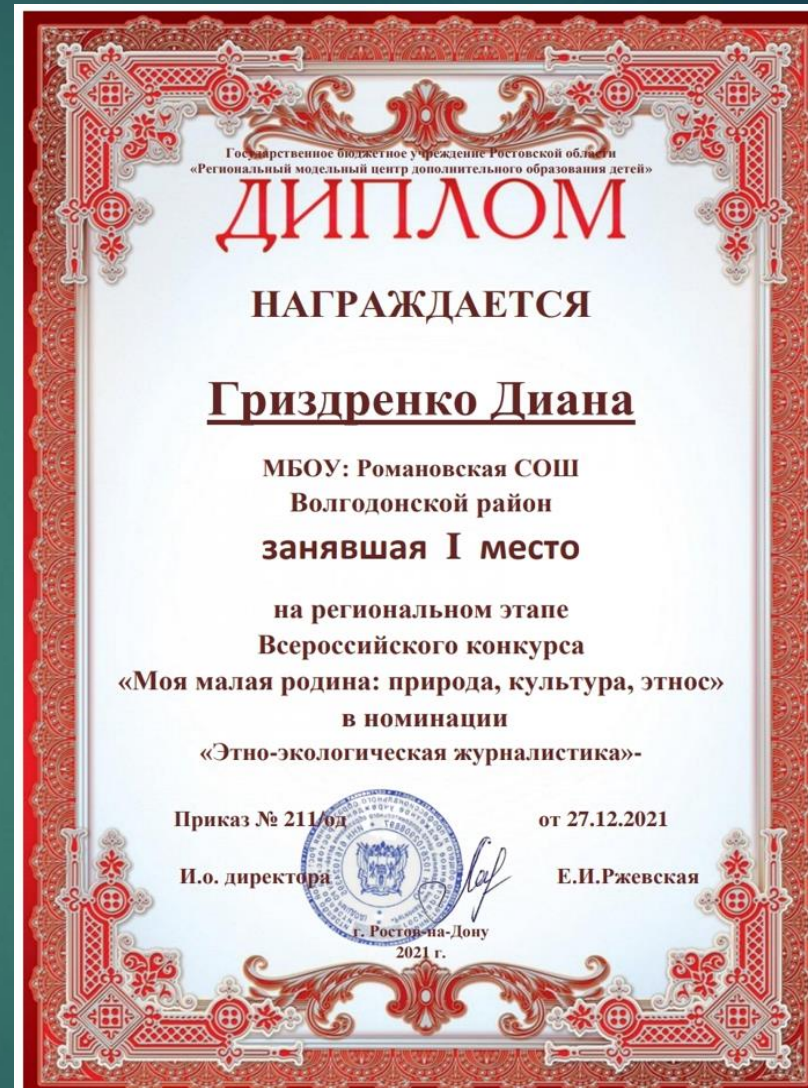 Государственное бюджетное учреждение Ростовской области
«Региональный модельный центр дополнительного образования детей»
ДИПЛОМ
НАГРАЖДАЕТСЯ
Гриздренко Диана
МБОУ: Романовская СОШ
Волгодонской район
занявшая I место
на региональном этапе
Всероссийского конкурса
«Моя малая родина: природа, культура, этнос»
в номинации
«Этно-экологическая журналистика»-
Приказ № 211/од от 27.12.2021
И.о. директора Е.И.Ржевская
г. Ростов-на-Дону
2021 г.